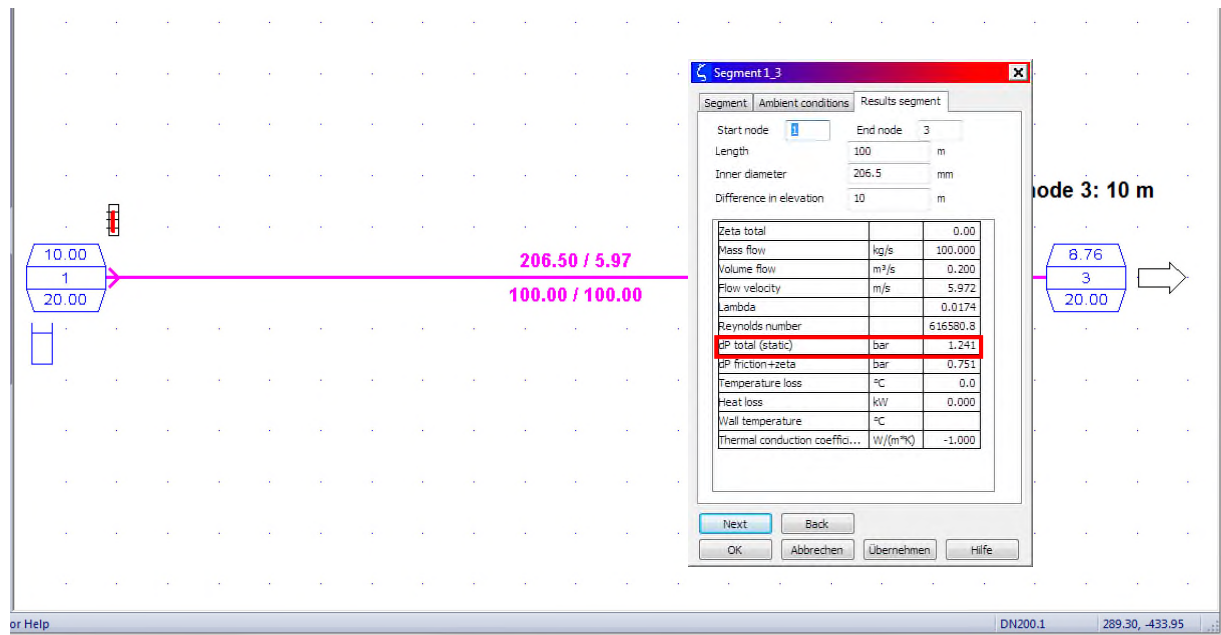 Segment 1_3
Segment Ambient conditions Results segment
Start node 1 End node 3
Length 100 m
Inner diameter 206.5 mm
Difference in elevation 10 m
node 3: 10 m
Zeta total 0.00
Mass flow kg/s 100.000
Volume flow m³/s 0.200
Flow velocity m/s 5.972
Lambda 0.0174
Reynolds number 616580.8
dP total (static) bar 1.241
dP friction+zeta bar 0.751
Temperature loss °C 0.0
Heat loss kW 0.000
Wall temperature °C
Thermal conduction coeffici... W/(m*K) -1.000
10.00
1
20.00
206.50 / 5.97
100.00 / 100.00
8.76
3
20.00
Next Back
OK Abbrechen Übernehmen Hilfe
or Help DN200.1 289.30, -433.95